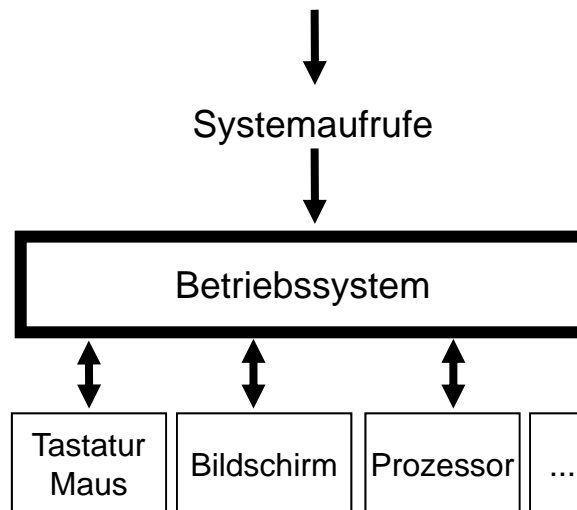 Systemaufrufe
Betriebssystem
Tastatur
Maus
Bildschirm
Prozessor
...